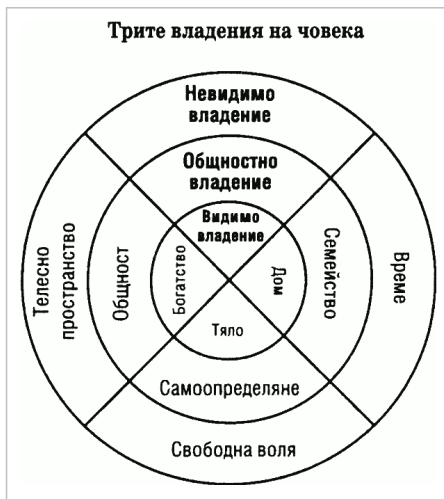 Трите владения на човека
Невидимо
владение
Общностно
владение
Видимо
владение
Телесно
пространство
Общност
Богатство
Дом
Семейство
Време
Тяло
Самоопределяне
Свободна воля